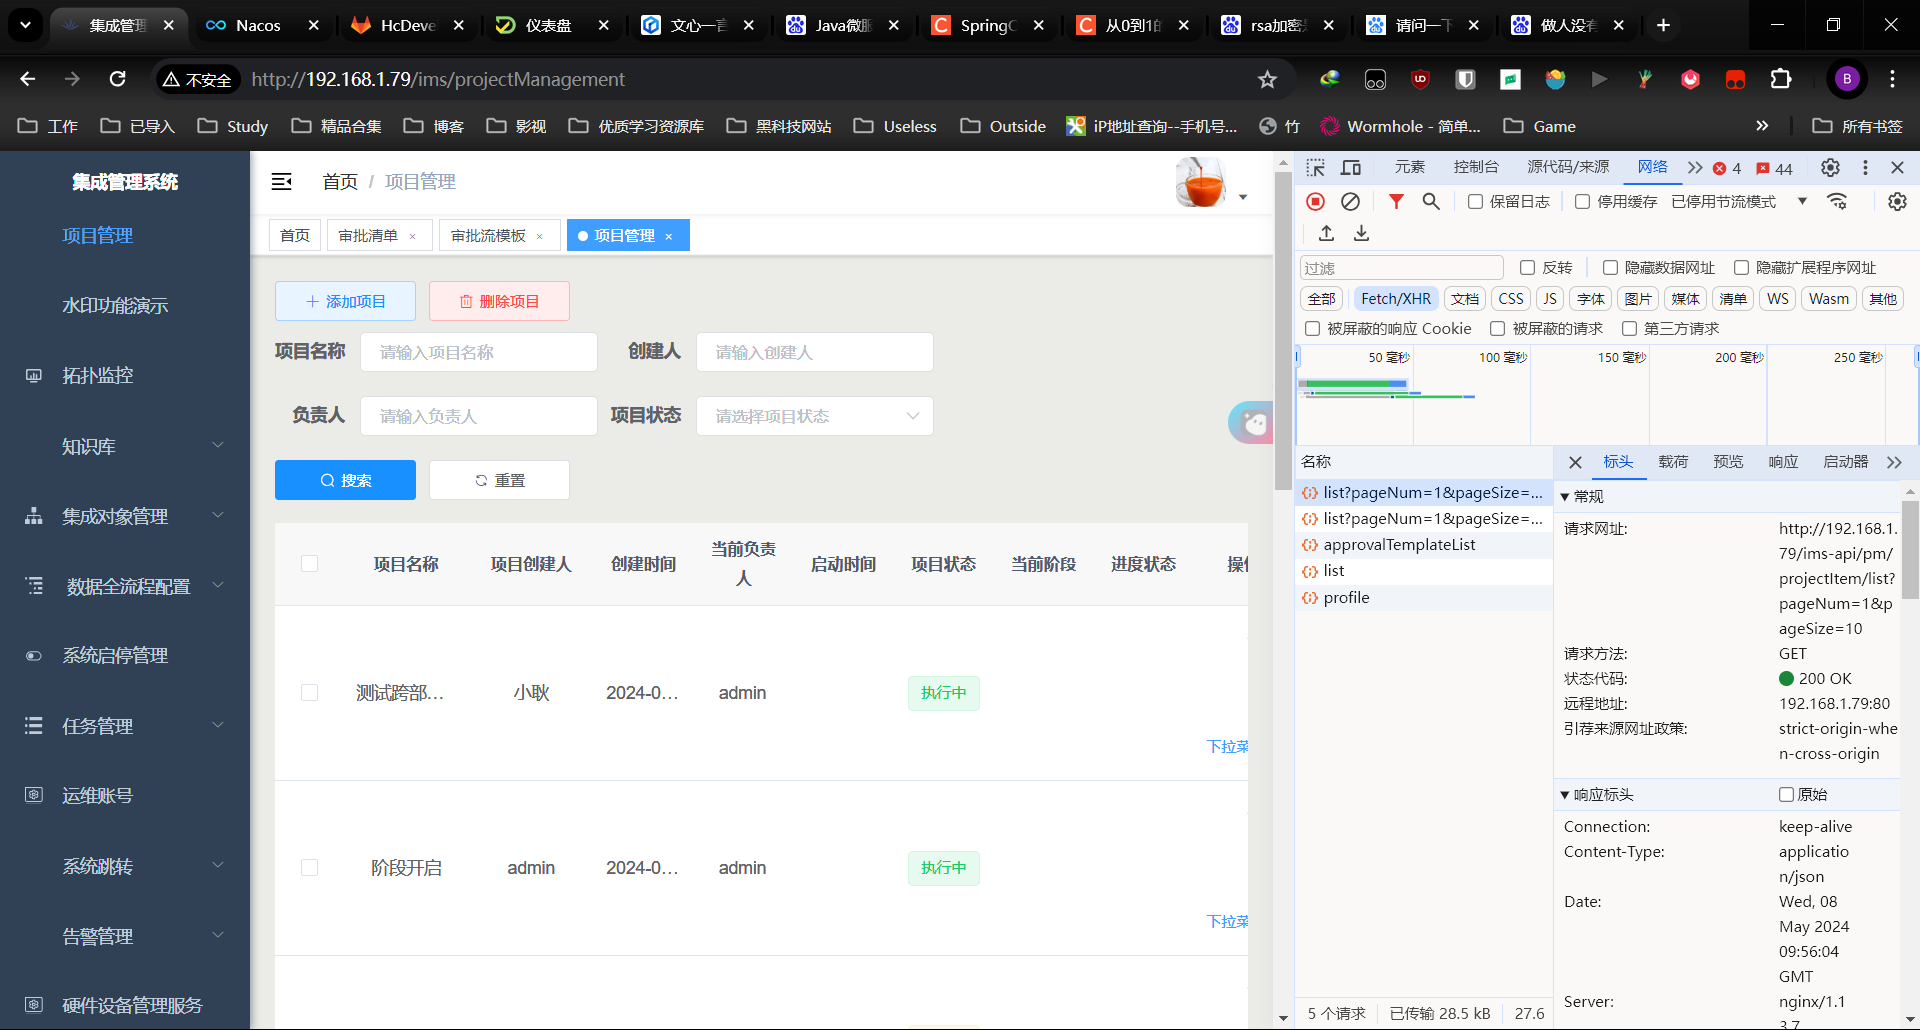 集成管理
Nacos
HcDeve
仪表盘
文心一言
Java微服
SpringC
从0到1的
rsa加密
请问一下
做人没有
不安全
http://192.168.1.79/ims/projectManagement
B
工作
已导入
Study
精品合集
博客
影视
优质学习资源库
黑科技网站
Useless
Outside
iP地址查询--手机号...
竹
Wormhole - 简单...
Game
所有书签
集成管理系统
项目管理
水印功能演示
拓扑监控
知识库
集成对象管理
数据全流程配置
系统启停管理
任务管理
运维账号
系统跳转
告警管理
硬件设备管理服务
首页 / 项目管理
首页
审批清单 ×
审批流模板 ×
项目管理 ×
添加项目
删除项目
项目名称 请输入项目名称
创建人 请输入创建人
负责人 请输入负责人
项目状态 请选择项目状态
搜索
重置
项目名称 项目创建人 创建时间 当前负责人 启动时间 项目状态 当前阶段 进度状态 操作
测试跨部... 小耿 2024-0... admin 执行中
下拉菜
阶段开启 admin 2024-0... admin 执行中
下拉菜
元素 控制台 源代码/来源 网络 4 44
保留日志 停用缓存 已停用节流模式
过滤 反转 隐藏数据网址 隐藏扩展程序网址
全部 Fetch/XHR 文档 CSS JS 字体 图片 媒体 清单 WS Wasm 其他
被屏蔽的响应 Cookie 被屏蔽的请求 第三方请求
50 毫秒 100 毫秒 150 毫秒 200 毫秒 250 毫秒
名称
list?pageNum=1&pageSize=...
list?pageNum=1&pageSize=...
approvalTemplateList
list
profile
标头 载荷 预览 响应 启动器
常规
请求网址: http://192.168.1.
79/ims-api/pm/
projectItem/list?
pageNum=1&p
ageSize=10
请求方法: GET
状态代码: 200 OK
远程地址: 192.168.1.79:80
引荐来源网址政策: strict-origin-whe
n-cross-origin
响应标头 原始
Connection: keep-alive
Content-Type: applicatio
n/json
Date: Wed, 08
May 2024
09:56:04
GMT
Server: nginx/1.1
3.7
5 个请求 已传输 28.5 kB 27.6